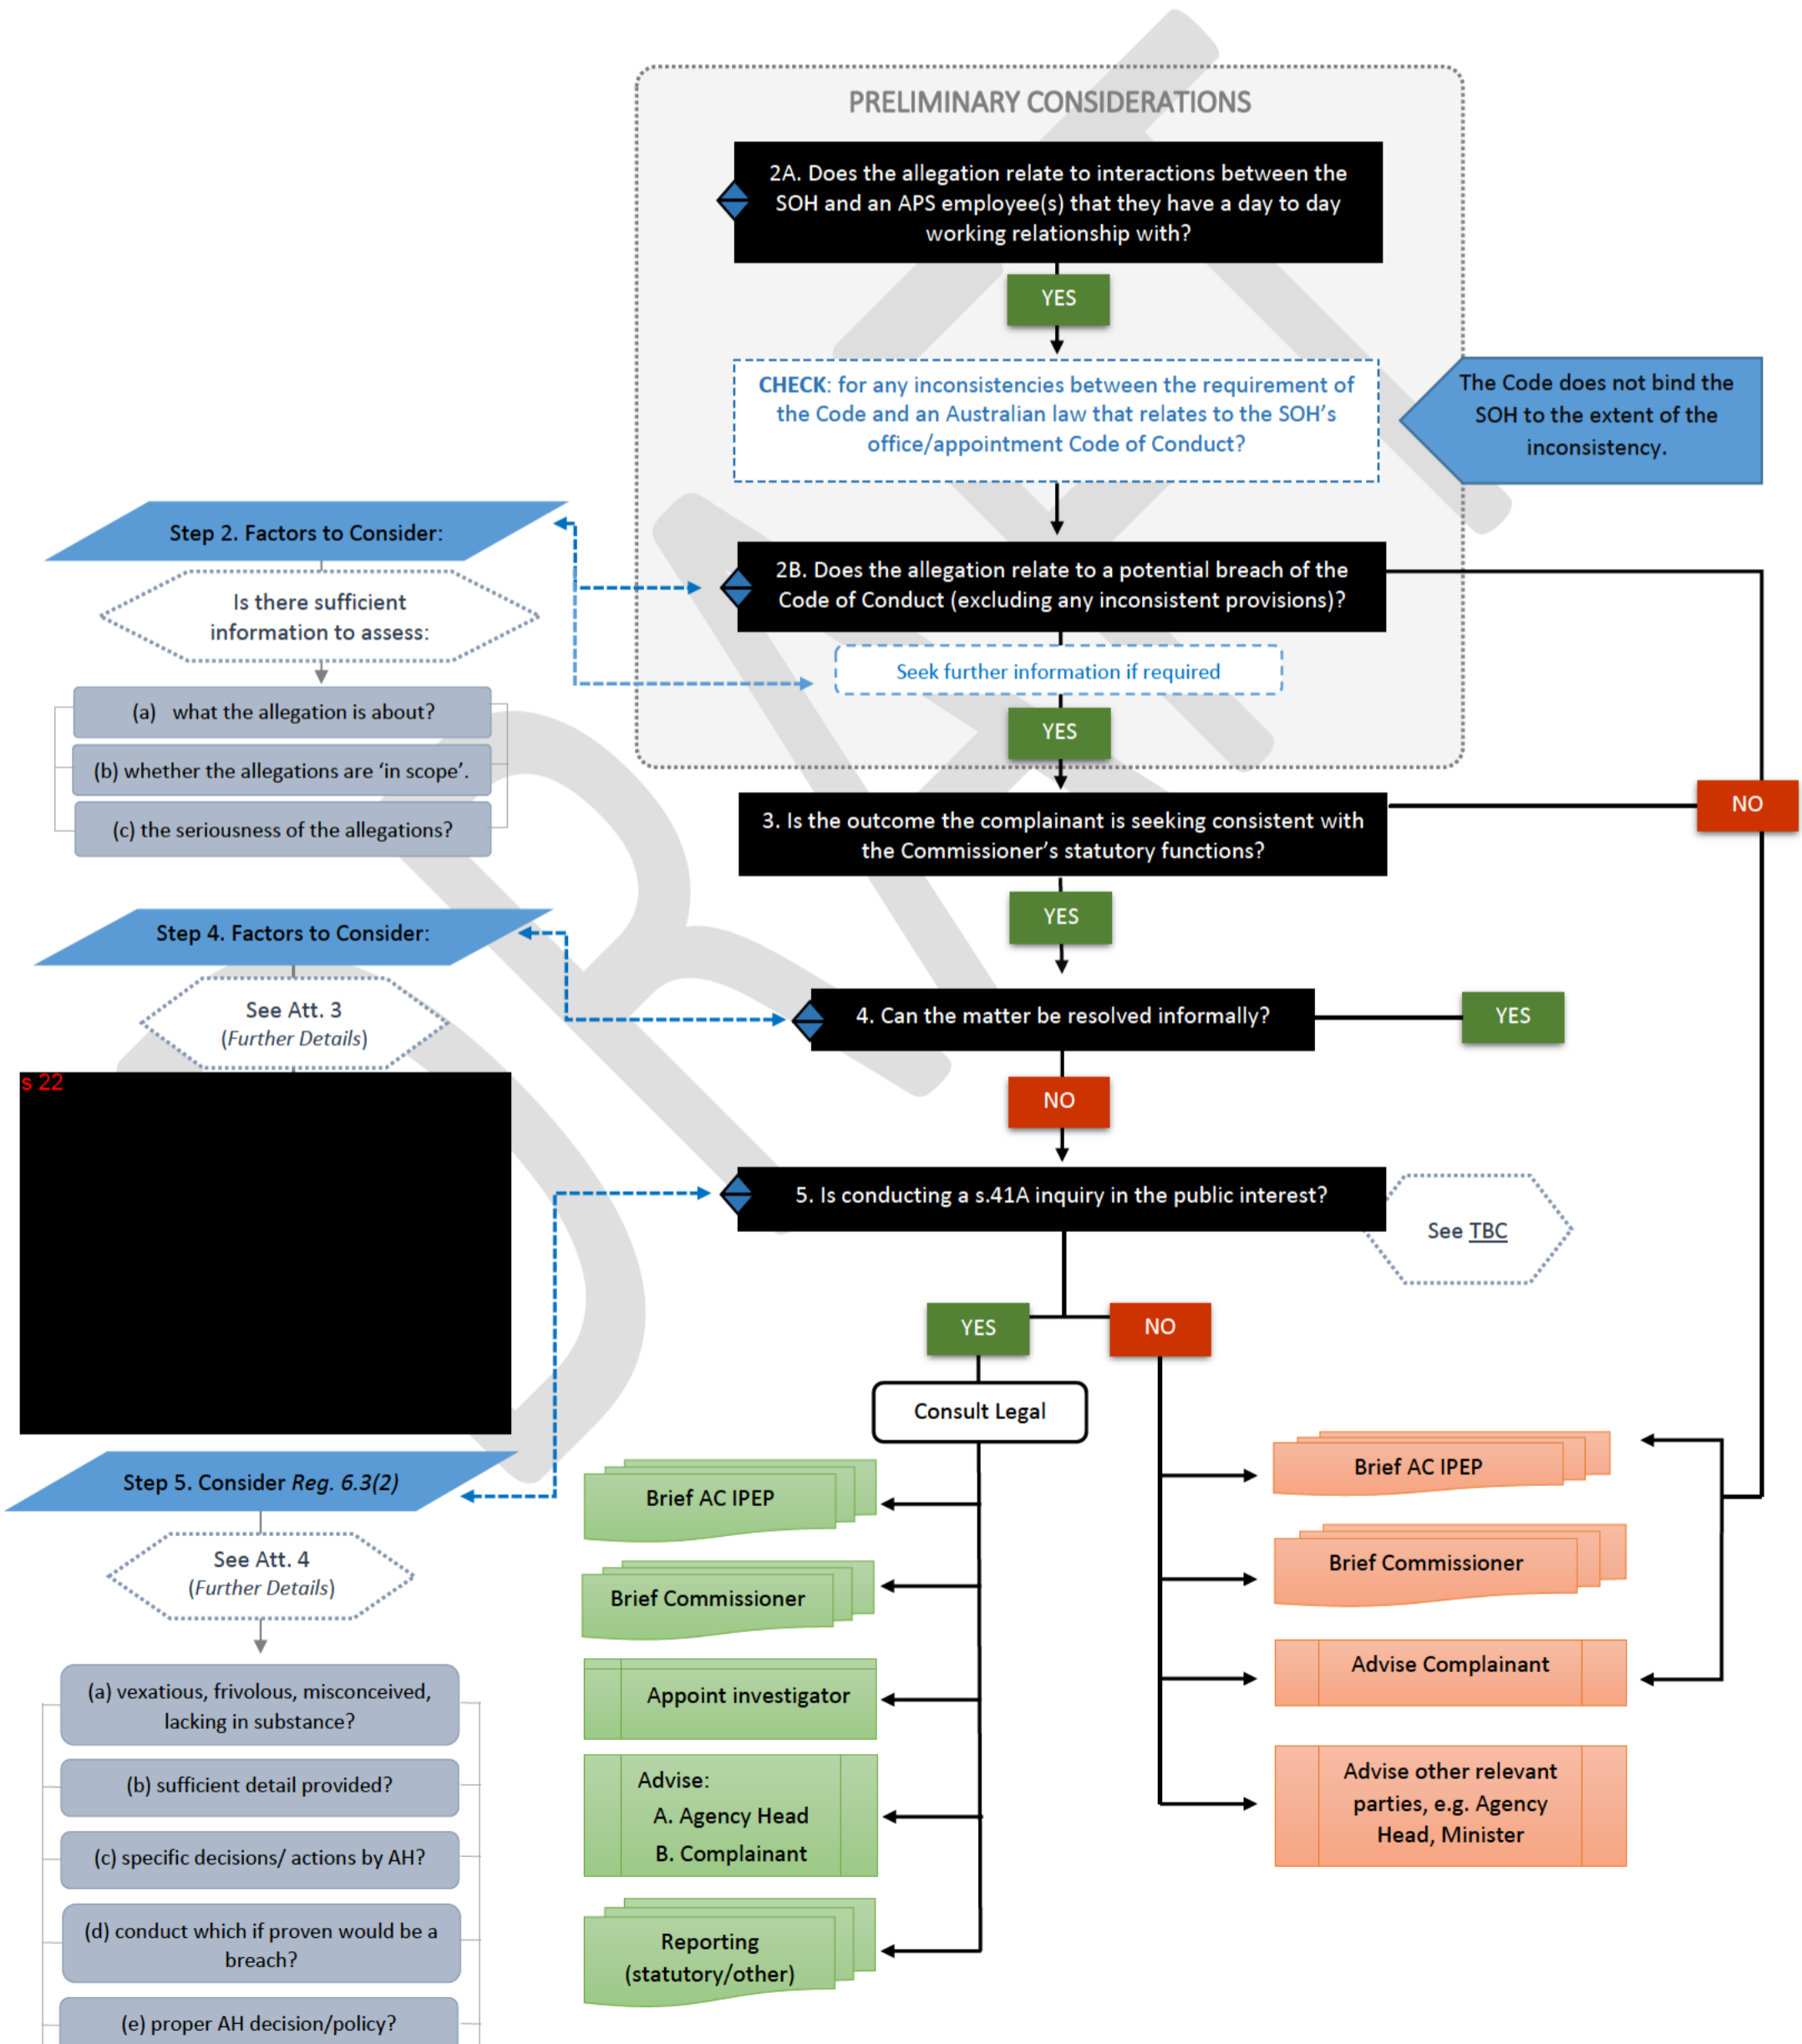 DRAFT
PRELIMINARY CONSIDERATIONS
2A. Does the allegation relate to interactions between the
SOH and an APS employee(s) that they have a day to day
working relationship with?
YES
CHECK: for any inconsistencies between the requirement of
the Code and an Australian law that relates to the SOH's
office/appointment Code of Conduct?
The Code does not bind the
SOH to the extent of the
inconsistency.
Step 2. Factors to Consider:
Is there sufficient
information to assess:
(a) what the allegation is about?
(b) whether the allegations are ‘in scope’.
(c) the seriousness of the allegations?
2B. Does the allegation relate to a potential breach of the
Code of Conduct (excluding any inconsistent provisions)?
Seek further information if required
YES
NO
3. Is the outcome the complainant is seeking consistent with
the Commissioner's statutory functions?
YES
Step 4. Factors to Consider:
See Att. 3
(Further Details)
s 22
4. Can the matter be resolved informally?
YES
NO
5. Is conducting a s.41A inquiry in the public interest?
See TBC
YES
NO
Consult Legal
Step 5. Consider Reg. 6.3(2)
See Att. 4
(Further Details)
(a) vexatious, frivolous, misconceived,
lacking in substance?
(b) sufficient detail provided?
(c) specific decisions/ actions by AH?
(d) conduct which if proven would be a
breach?
(e) proper AH decision/policy?
Brief AC IPEP
Brief Commissioner
Appoint investigator
Advise:
A. Agency Head
B. Complainant
Reporting
(statutory/other)
Brief AC IPEP
Brief Commissioner
Advise Complainant
Advise other relevant
parties, e.g. Agency
Head, Minister